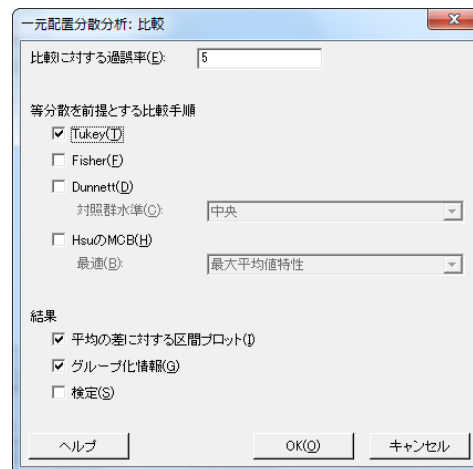 一元配置分散分析: 比較
比較に対する過誤率(E): 5
等分散を前提とする比較手順
Tukey(T)
Fisher(F)
Dunnett(D)
対照群水準(C): 中央
HsuのMCB(H)
最適(B): 最大平均値特性
結果
平均の差に対する区間プロット(I)
グループ化情報(G)
検定(S)
ヘルプ OK(O) キャンセル